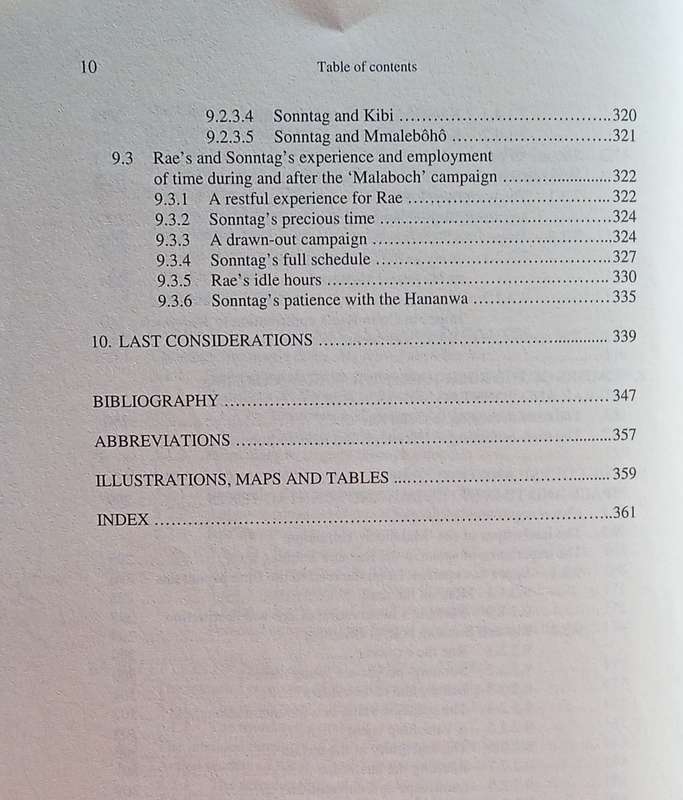 10 Table of contents
9.2.3.4 Sonntag and Kibi ........................................320
9.2.3.5 Sonntag and Mmalebôhô ..............................321
9.3 Rae's and Sonntag's experience and employment
of time during and after the ‘Malaboch’ campaign .........................322
9.3.1 A restful experience for Rae .......................................322
9.3.2 Sonntag's precious time ...........................................324
9.3.3 A drawn-out campaign .............................................324
9.3.4 Sonntag's full schedule ............................................327
9.3.5 Rae's idle hours ....................................................330
9.3.6 Sonntag's patience with the Hananwa .........................335
10. LAST CONSIDERATIONS ...................................................... 339
BIBLIOGRAPHY ...................................................................... 347
ABBREVIATIONS ....................................................................357
ILLUSTRATIONS, MAPS AND TABLES ........................................ 359
INDEX ...................................................................................361